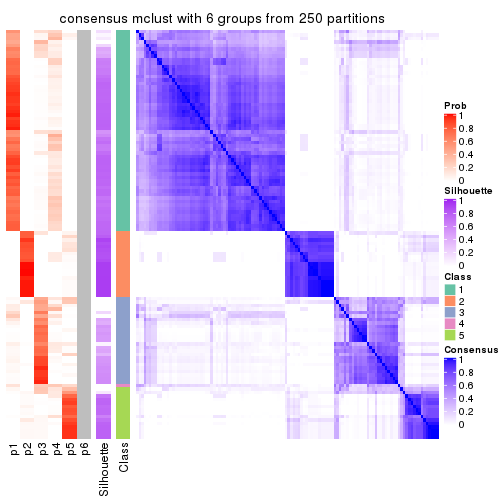 consensus mclust with 6 groups from 250 partitions
Prob
1
0.8
0.6
0.4
0.2
0
Silhouette
1
0.8
0.6
0.4
0.2
0
Class
1
2
3
4
5
Consensus
1
0.8
0.6
0.4
0.2
0
p1
p2
p3
p4
p5
p6
Silhouette
Class